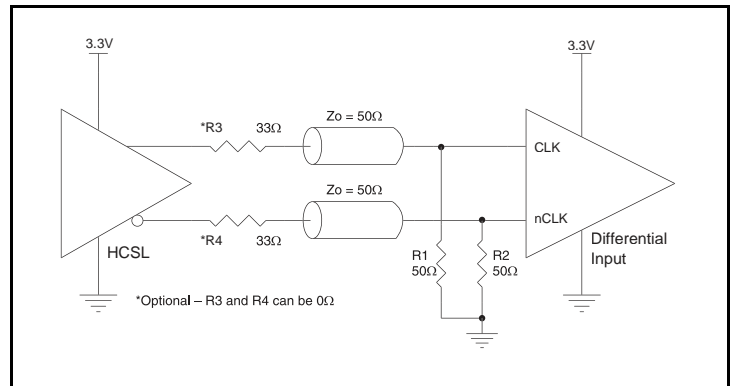 3.3V
3.3V
*R3 33Ω
Zo = 50Ω
CLK
Zo = 50Ω
nCLK
*R4 33Ω
HCSL
R1
50Ω
R2
50Ω
Differential
Input
*Optional – R3 and R4 can be 0Ω